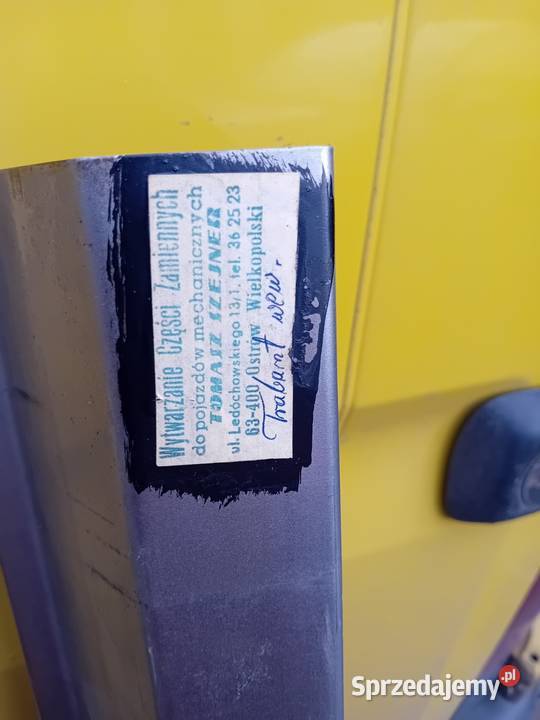 Wytwarzanie Części Zamiennych
do pojazdów mechanicznych
TOMASZ SZEJNER
ul. Ledóchowskiego 13/1, tel. 36 25 23
63-400 Ostrów Wielkopolski
Trabant wew.
Sprzedajemy.pl